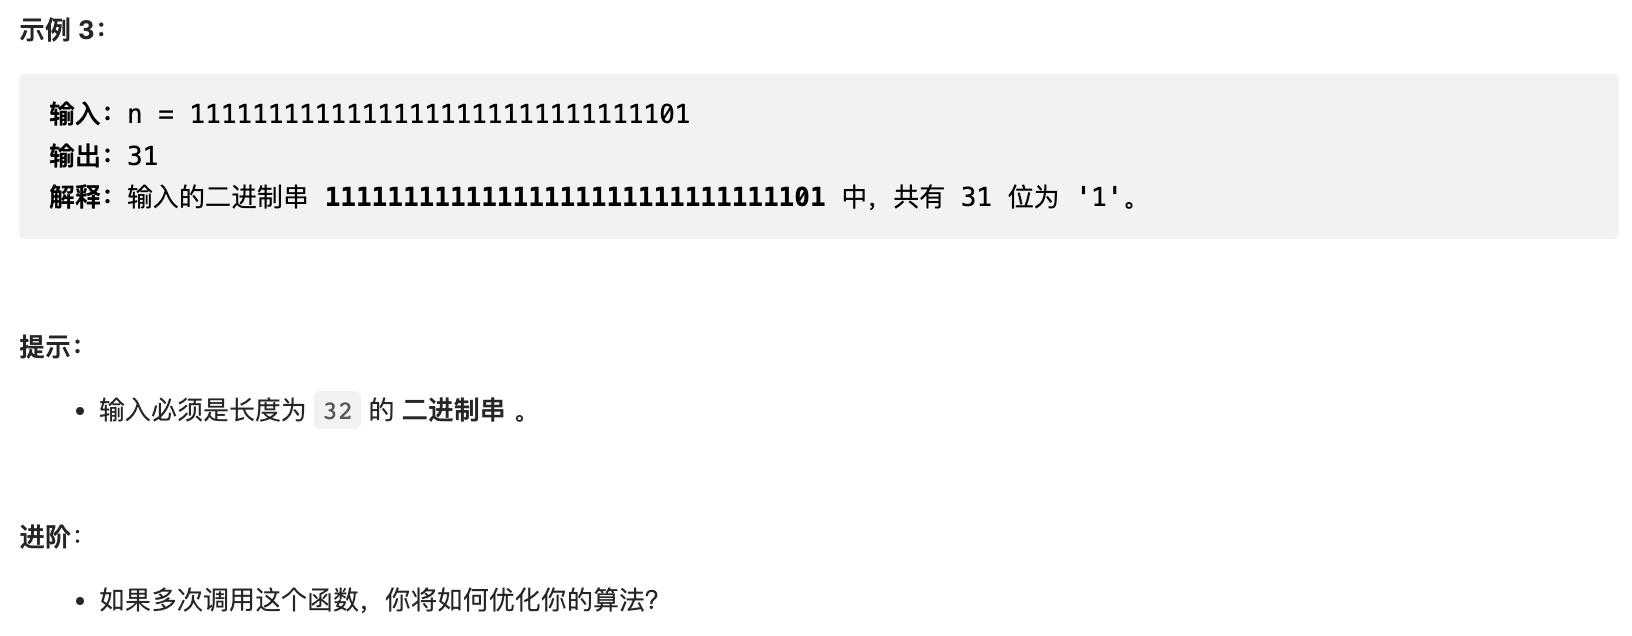 示例 3：
输入：n = 11111111111111111111111111111101
输出：31
解释：输入的二进制串 11111111111111111111111111111101 中，共有 31 位为 '1'。
提示：
• 输入必须是长度为 32 的 二进制串 。
进阶：
• 如果多次调用这个函数，你将如何优化你的算法？